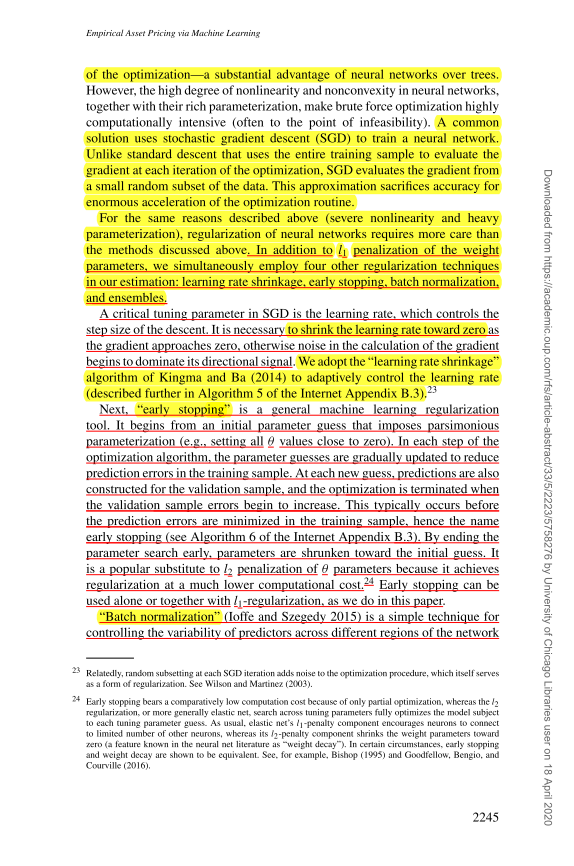 Empirical Asset Pricing via Machine Learning
of the optimization—a substantial advantage of neural networks over trees.
However, the high degree of nonlinearity and nonconvexity in neural networks,
together with their rich parameterization, make brute force optimization highly
computationally intensive (often to the point of infeasibility). A common
solution uses stochastic gradient descent (SGD) to train a neural network.
Unlike standard descent that uses the entire training sample to evaluate the
gradient at each iteration of the optimization, SGD evaluates the gradient from
a small random subset of the data. This approximation sacrifices accuracy for
enormous acceleration of the optimization routine.
For the same reasons described above (severe nonlinearity and heavy
parameterization), regularization of neural networks requires more care than
the methods discussed above. In addition to l₁ penalization of the weight
parameters, we simultaneously employ four other regularization techniques
in our estimation: learning rate shrinkage, early stopping, batch normalization,
and ensembles.
A critical tuning parameter in SGD is the learning rate, which controls the
step size of the descent. It is necessary to shrink the learning rate toward zero as
the gradient approaches zero, otherwise noise in the calculation of the gradient
begins to dominate its directional signal. We adopt the “learning rate shrinkage”
algorithm of Kingma and Ba (2014) to adaptively control the learning rate
(described further in Algorithm 5 of the Internet Appendix B.3).²³
Next, “early stopping” is a general machine learning regularization
tool. It begins from an initial parameter guess that imposes parsimonious
parameterization (e.g., setting all θ values close to zero). In each step of the
optimization algorithm, the parameter guesses are gradually updated to reduce
prediction errors in the training sample. At each new guess, predictions are also
constructed for the validation sample, and the optimization is terminated when
the validation sample errors begin to increase. This typically occurs before
the prediction errors are minimized in the training sample, hence the name
early stopping (see Algorithm 6 of the Internet Appendix B.3). By ending the
parameter search early, parameters are shrunken toward the initial guess. It
is a popular substitute to l₂ penalization of θ parameters because it achieves
regularization at a much lower computational cost.²⁴ Early stopping can be
used alone or together with l₁-regularization, as we do in this paper.
“Batch normalization” (Ioffe and Szegedy 2015) is a simple technique for
controlling the variability of predictors across different regions of the network
23 Relatedly, random subsetting at each SGD iteration adds noise to the optimization procedure, which itself serves
as a form of regularization. See Wilson and Martinez (2003).
24 Early stopping bears a comparatively low computation cost because of only partial optimization, whereas the l₂
regularization, or more generally elastic net, search across tuning parameters fully optimizes the model subject
to each tuning parameter guess. As usual, elastic net’s l₁-penalty component encourages neurons to connect
to limited number of other neurons, whereas its l₂-penalty component shrinks the weight parameters toward
zero (a feature known in the neural net literature as “weight decay”). In certain circumstances, early stopping
and weight decay are shown to be equivalent. See, for example, Bishop (1995) and Goodfellow, Bengio, and
Courville (2016).
2245
Downloaded from https://academic.oup.com/rfs/article-abstract/33/5/2223/5758276 by University of Chicago Libraries user on 18 April 2020